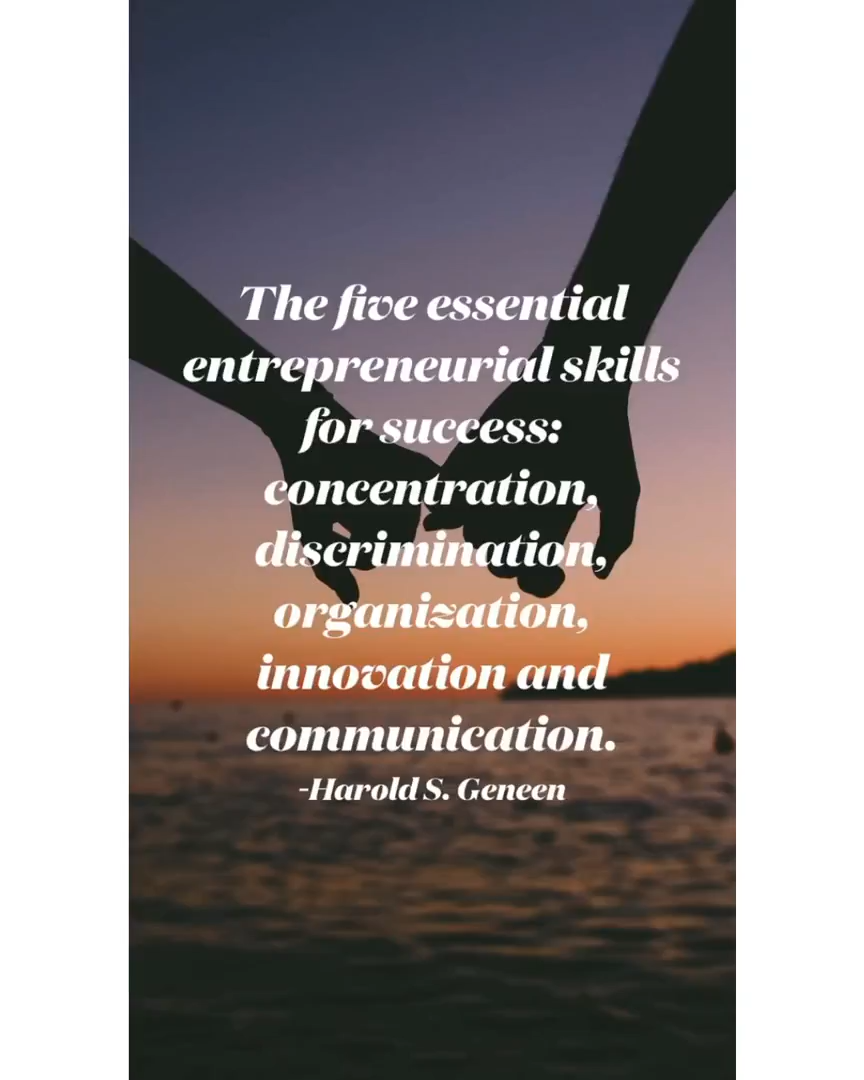 The five essential
entrepreneurial skills
for success:
concentration,
discrimination,
organization,
innovation and
communication.
-Harold S. Geneen